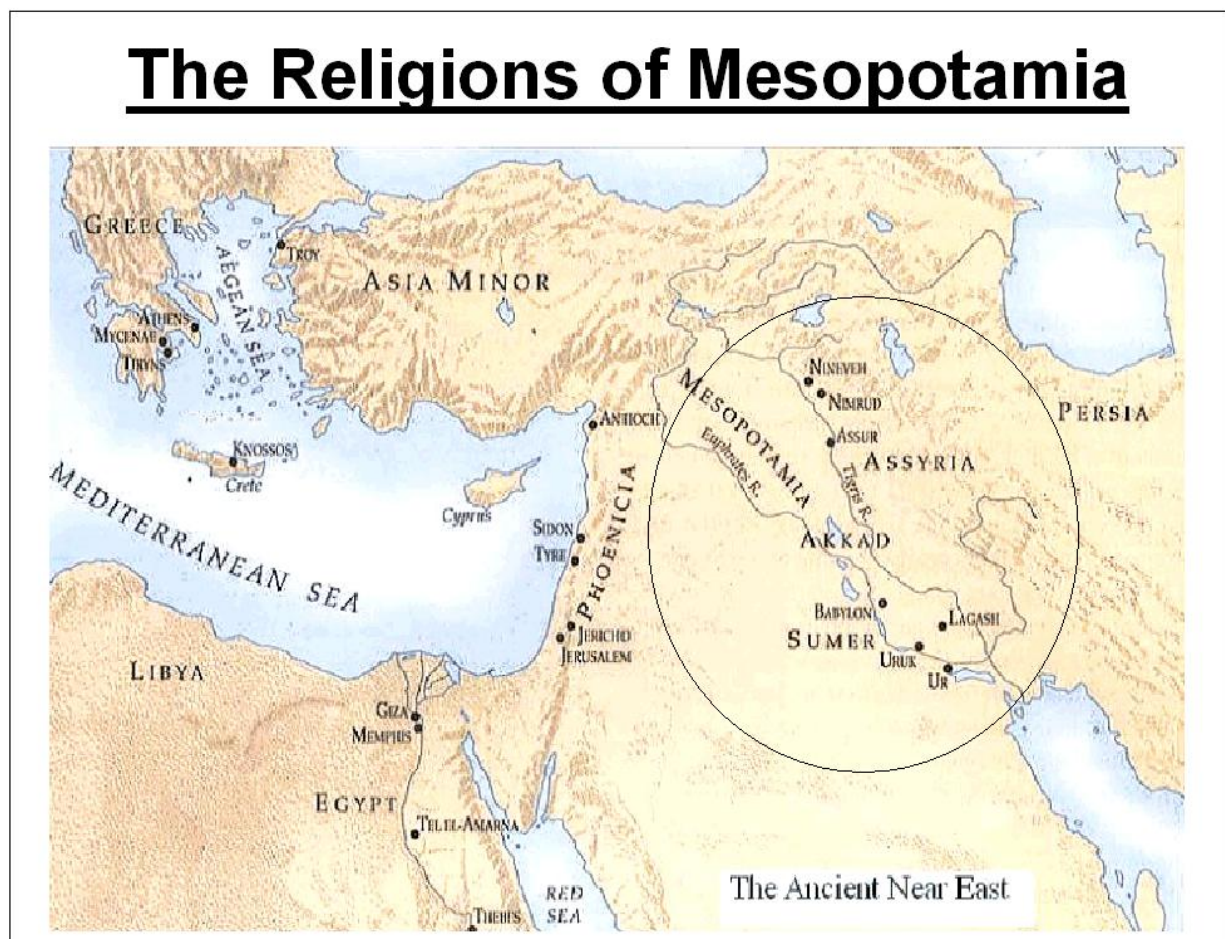 The Religions of Mesopotamia
GREECE
TROY
AEGEAN SEA
ASIA MINOR
ATHENS
MYCENAE
TIRYNS
KNOSSOS
Crete
MEDITERRANEAN SEA
Cyprus
ANTIOCH
PHOENICIA
SIDON
TYRE
JERICHO
JERUSALEM
MESOPOTAMIA
Euphrates R.
NINEVEH
NIMRUD
ASSUR
ASSYRIA
Tigris R.
PERSIA
AKKAD
BABYLON
LAGASH
SUMER
URUK
UR
LIBYA
GIZA
MEMPHIS
EGYPT
TEL EL-AMARNA
THEBES
RED
SEA
The Ancient Near East